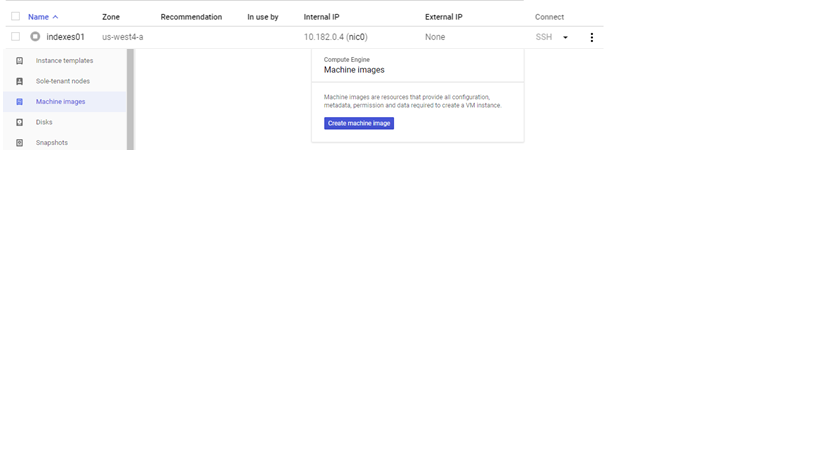 Name Zone Recommendation In use by Internal IP External IP Connect
indexes01 us-west4-a 10.182.0.4 (nic0) None SSH
Instance templates
Sole-tenant nodes
Machine images
Disks
Snapshots
Compute Engine
Machine images
Machine images are resources that provide all configuration,
metadata, permission and data required to create a VM instance.
Create machine image